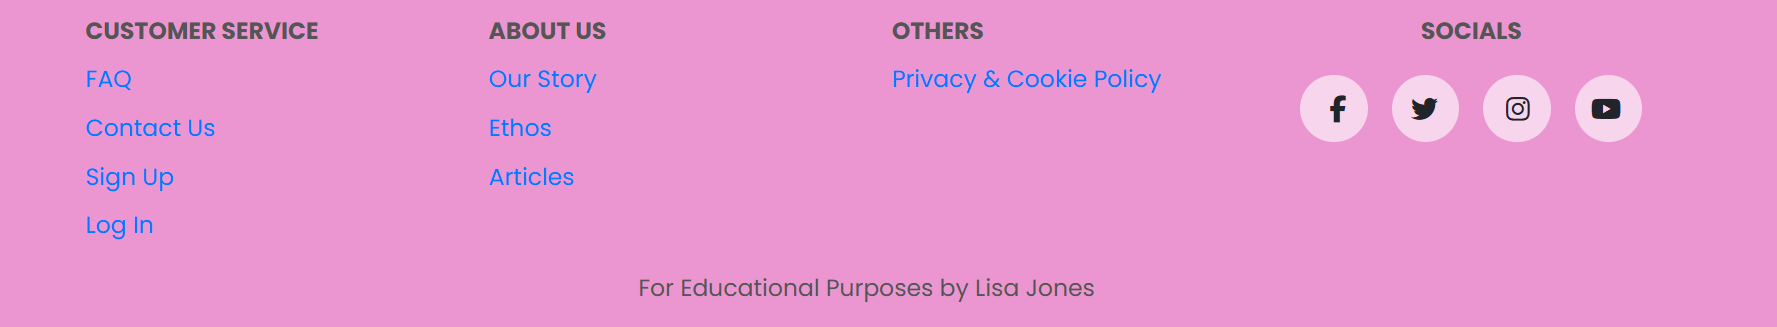 CUSTOMER SERVICE
FAQ
Contact Us
Sign Up
Log In
ABOUT US
Our Story
Ethos
Articles
OTHERS
Privacy & Cookie Policy
SOCIALS
For Educational Purposes by Lisa Jones